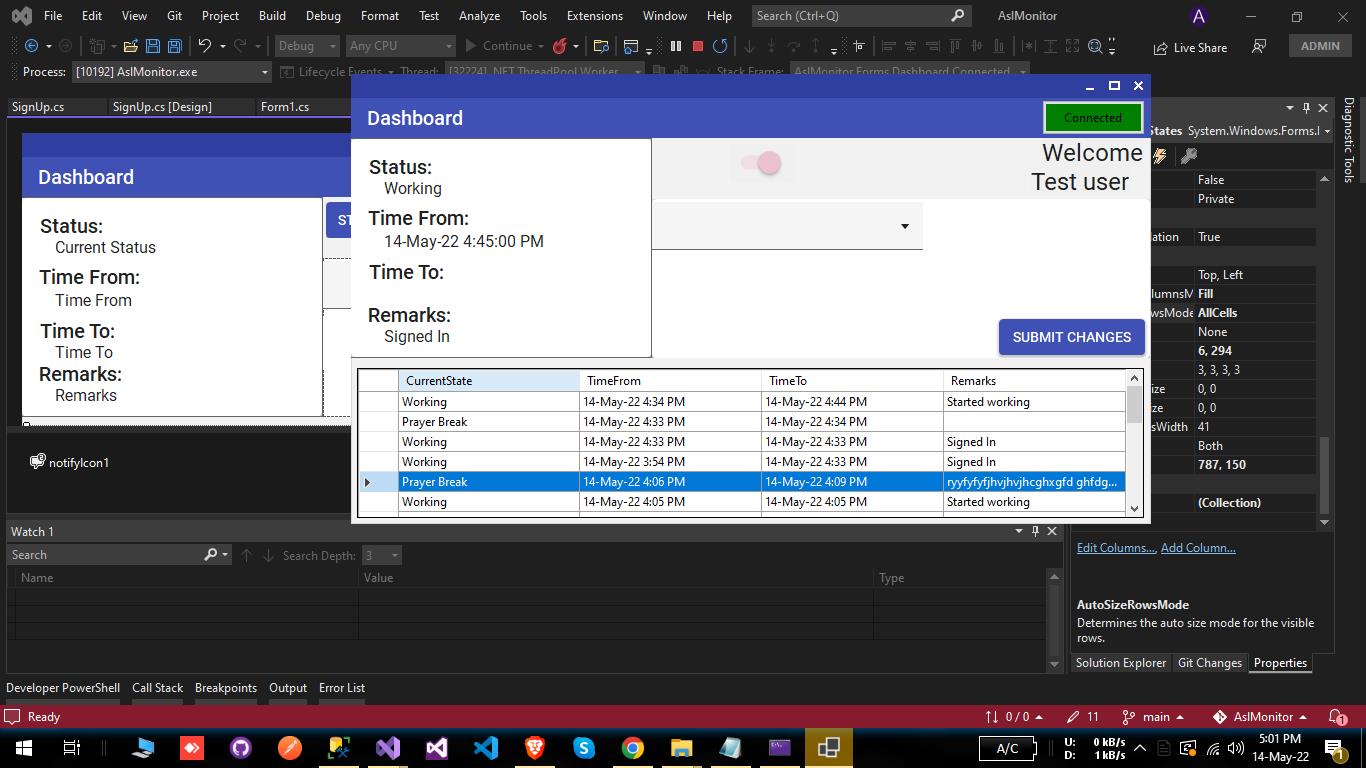 File Edit View Git Project Build Debug Format Test Analyze Tools Extensions Window Help Search (Ctrl+Q) AslMonitor A
Debug Any CPU Continue Live Share ADMIN
Process: [10192] AslMonitor.exe Lifecycle Events Thread: [32224] .NET ThreadPool Worker Stack Frame: AslMonitor.Forms.Dashboard.Connected
SignUp.cs SignUp.cs [Design] Form1.cs
Dashboard
Status:
Current Status
Time From:
Time From
Time To:
Time To
Remarks:
Remarks
ST
notifyIcon1
Dashboard Connected
Status:
Working
Time From:
14-May-22 4:45:00 PM
Time To:
Remarks:
Signed In
Welcome
Test user
SUBMIT CHANGES
CurrentState TimeFrom TimeTo Remarks
Working 14-May-22 4:34 PM 14-May-22 4:44 PM Started working
Prayer Break 14-May-22 4:33 PM 14-May-22 4:34 PM
Working 14-May-22 4:33 PM 14-May-22 4:33 PM Signed In
Working 14-May-22 3:54 PM 14-May-22 4:33 PM Signed In
Prayer Break 14-May-22 4:06 PM 14-May-22 4:09 PM ryyfyfyfjhvjhvjhcghxgfd ghfdg...
Working 14-May-22 4:05 PM 14-May-22 4:05 PM Started working
States System.Windows.Forms.
False
Private
lation True
Top, Left
lumnsM Fill
wsMode AllCells
None
6, 294
3, 3, 3, 3
ize 0, 0
ize 0, 0
sWidth 41
Both
787, 150
(Collection)
Edit Columns..., Add Column...
AutoSizeRowsMode
Determines the auto size mode for the visible
rows.
Solution Explorer Git Changes Properties
Diagnostic Tools
Watch 1
Search Search Depth: 3
Name Value Type
Developer PowerShell Call Stack Breakpoints Output Error List
Ready 0 / 0 11 main AslMonitor 1
A/C U: 0 kB/s
D: 1 kB/s
5:01 PM
14-May-22
1